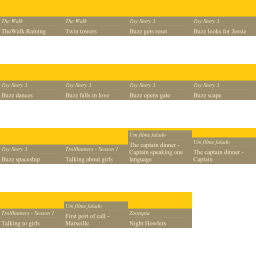 The Walk
TheWalk.Raining
The Walk
Twin towers
Toy Story 3
Buzz gets reset
Toy Story 3
Buzz looks for Jessie
Toy Story 3
Buzz dances
Toy Story 3
Buzz falls in love
Toy Story 3
Buzz opens gate
Toy Story 3
Buzz scape
Toy Story 3
Buzz spaceship
Trollhunters - Season 1
Talking about girls
Um filme falado
The captain dinner -
Captain speaking one
language
Um filme falado
The captain dinner -
Captain
Trollhunters - Season 1
Talking to girls
Um filme falado
First port of call -
Marseille
Zootopia
Night Howlers